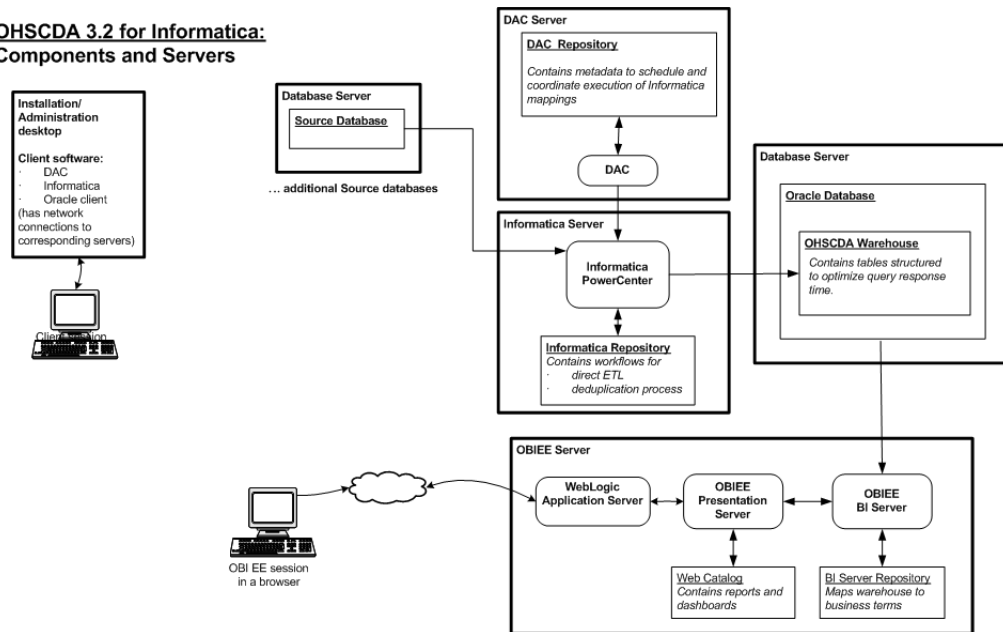 OHSCDA 3.2 for Informatica:
Components and Servers
Installation/
Administration
desktop
Client software:
· DAC
· Informatica
· Oracle client
(has network
connections to
corresponding servers)
Database Server
Source Database
... additional Source databases
DAC Server
DAC Repository
Contains metadata to schedule and
coordinate execution of Informatica
mappings
DAC
Informatica Server
Informatica
PowerCenter
Informatica Repository
Contains workflows for
· direct ETL
· deduplication process
Database Server
Oracle Database
OHSCDA Warehouse
Contains tables structured
to optimize query response
time.
OBIEE Server
WebLogic
Application Server
OBIEE
Presentation
Server
OBIEE
BI Server
Web Catalog
Contains reports and
dashboards
BI Server Repository
Maps warehouse to
business terms
OBI EE session
in a browser